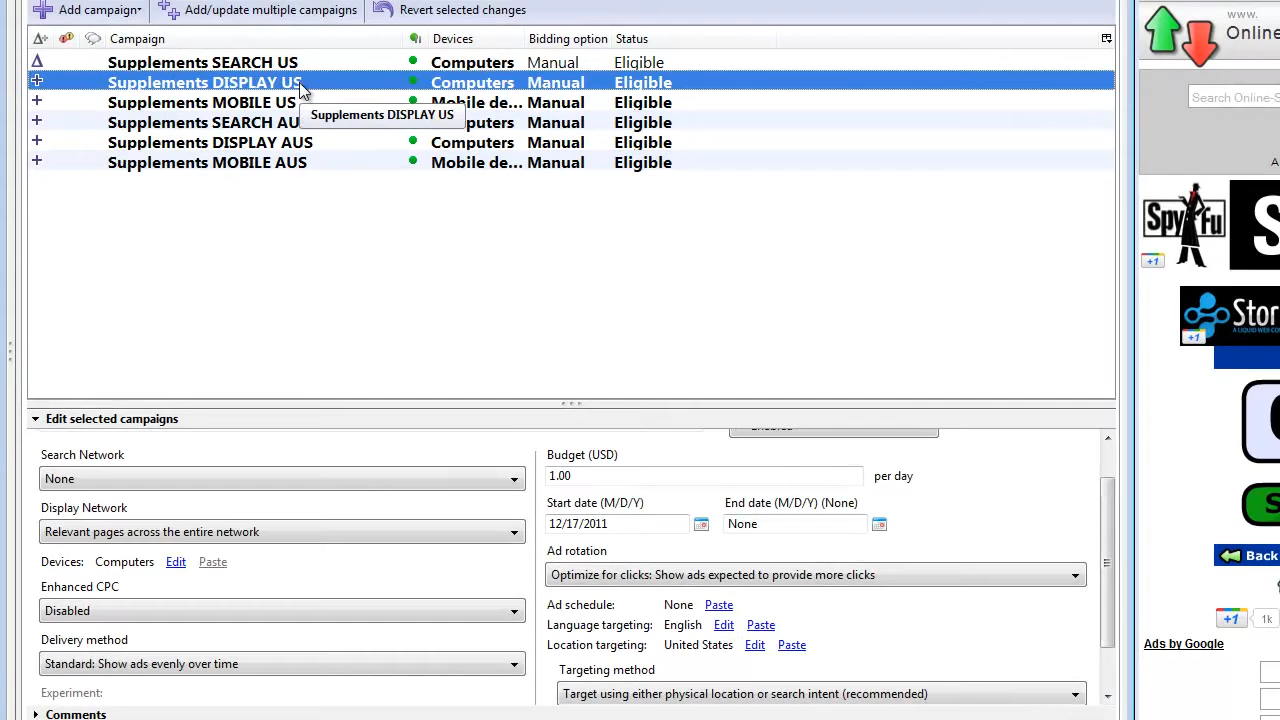 Add campaign Add/update multiple campaigns Revert selected changes
Campaign Devices Bidding option Status
Supplements SEARCH US Computers Manual Eligible
Supplements DISPLAY US Computers Manual Eligible
Supplements MOBILE US Mobile de... Manual Eligible
Supplements DISPLAY US
Supplements SEARCH AU puters Manual Eligible
Supplements DISPLAY AUS Computers Manual Eligible
Supplements MOBILE AUS Mobile de... Manual Eligible
Edit selected campaigns
Search Network
None
Display Network
Relevant pages across the entire network
Devices: Computers Edit Paste
Enhanced CPC
Disabled
Delivery method
Standard: Show ads evenly over time
Experiment:
Comments
Budget (USD)
1.00 per day
Start date (M/D/Y) End date (M/D/Y) (None)
12/17/2011 None
Ad rotation
Optimize for clicks: Show ads expected to provide more clicks
Ad schedule: None Paste
Language targeting: English Edit Paste
Location targeting: United States Edit Paste
Targeting method
Target using either physical location or search intent (recommended)
www.
Online
Search Online-S
A
SpyFu S
+1
Stor
A LIQUID WEB CO
+1
S
Back
+1 1k
Ads by Google